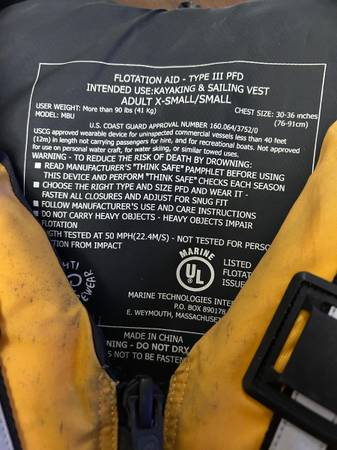 FLOTATION AID - TYPE III PFD
INTENDED USE:KAYAKING & SAILING VEST
ADULT X-SMALL/SMALL
USER WEIGHT: More than 90 lbs (41 Kg) CHEST SIZE: 30-36 inches
MODEL: MBU (76-91cm)
U.S. COAST GUARD APPROVAL NUMBER 160.064/3752/0
USCG approved wearable device for uninspected commercial vessels less than 40 feet
(12m) in length not carrying passengers for hire, and for recreational boats. Not approved
for use on personal water craft, for water skiing, or similar towed uses.
WARNING - TO REDUCE THE RISK OF DEATH BY DROWNING:
■ READ MANUFACTURER'S "THINK SAFE" PAMPHLET BEFORE USING
THIS DEVICE AND PERFORM "THINK SAFE" CHECKS EACH SEASON
■ CHOOSE THE RIGHT TYPE AND SIZE PFD AND WEAR IT -
FASTEN ALL CLOSURES AND ADJUST FOR SNUG FIT
■ FOLLOW MANUFACTURER'S USE AND CARE INSTRUCTIONS
■ DO NOT CARRY HEAVY OBJECTS - HEAVY OBJECTS IMPAIR
TESTED AT 50 MPH(22.4M/S) - NOT TESTED FOR
FROM IMPACT
MARINE
UL
LISTED
MTI
MARINE TECHNOLOGIES
P.O. BOX 890178
E. WEYMOUTH,
MADE IN CHINA
- DO NOT DRY
NOT TO BE